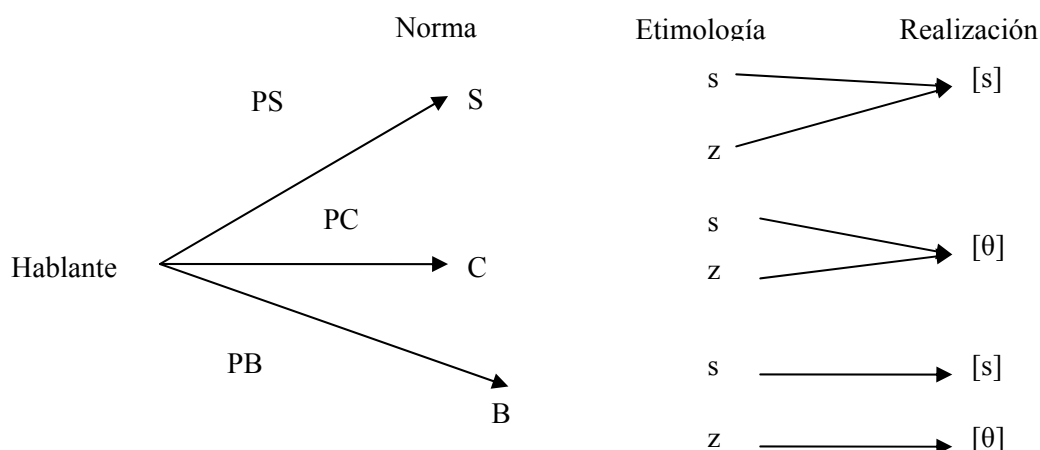 Norma Etimología Realización
s [s]
PS S
z
PC s
[θ]
Hablante C z
PB s [s]
B
z [θ]